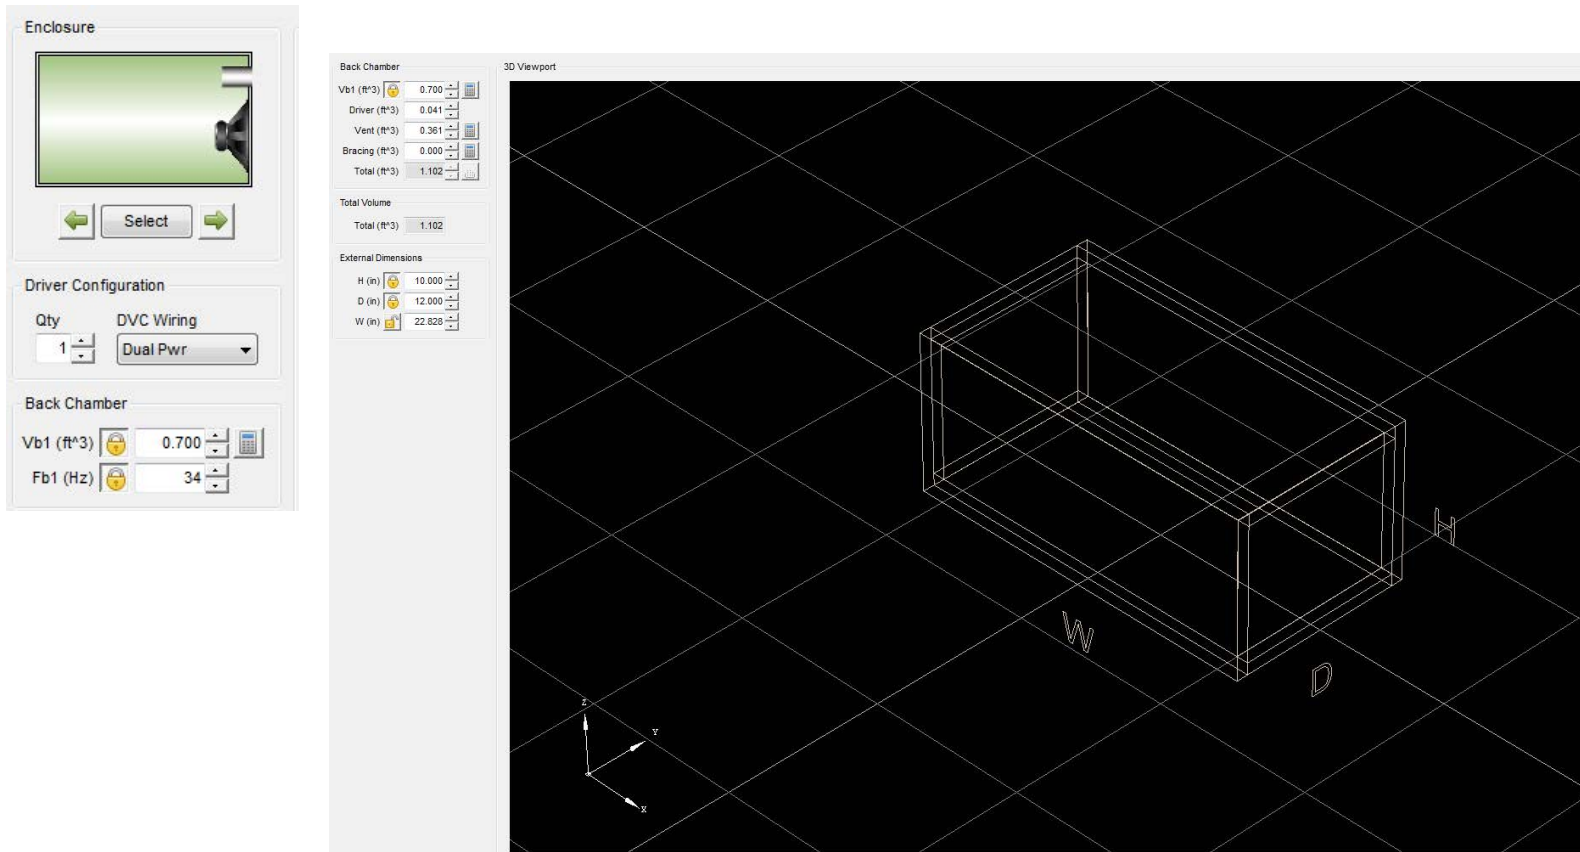 Enclosure
Select
Driver Configuration
Qty DVC Wiring
1 Dual Pwr
Back Chamber
Vb1 (ft^3) 0.700
Fb1 (Hz) 34
Back Chamber
Vb1 (ft^3) 0.700
Driver (ft^3) 0.041
Vent (ft^3) 0.361
Bracing (ft^3) 0.000
Total (ft^3) 1.102
Total Volume
Total (ft^3) 1.102
External Dimensions
H (in) 10.000
D (in) 12.000
W (in) 22.828
3D Viewport
H
W
D
Z
Y
X